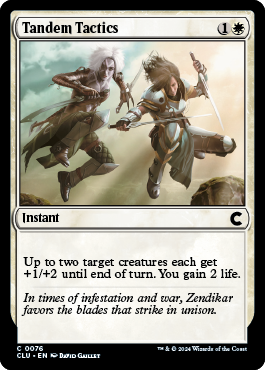 Tandem Tactics 1
Instant
Up to two target creatures each get
+1/+2 until end of turn. You gain 2 life.
In times of infestation and war, Zendikar
favors the blades that strike in unison.
C 0076
CLU • EN DAVID GAILLET
™ & © 2024 Wizards of the Coast